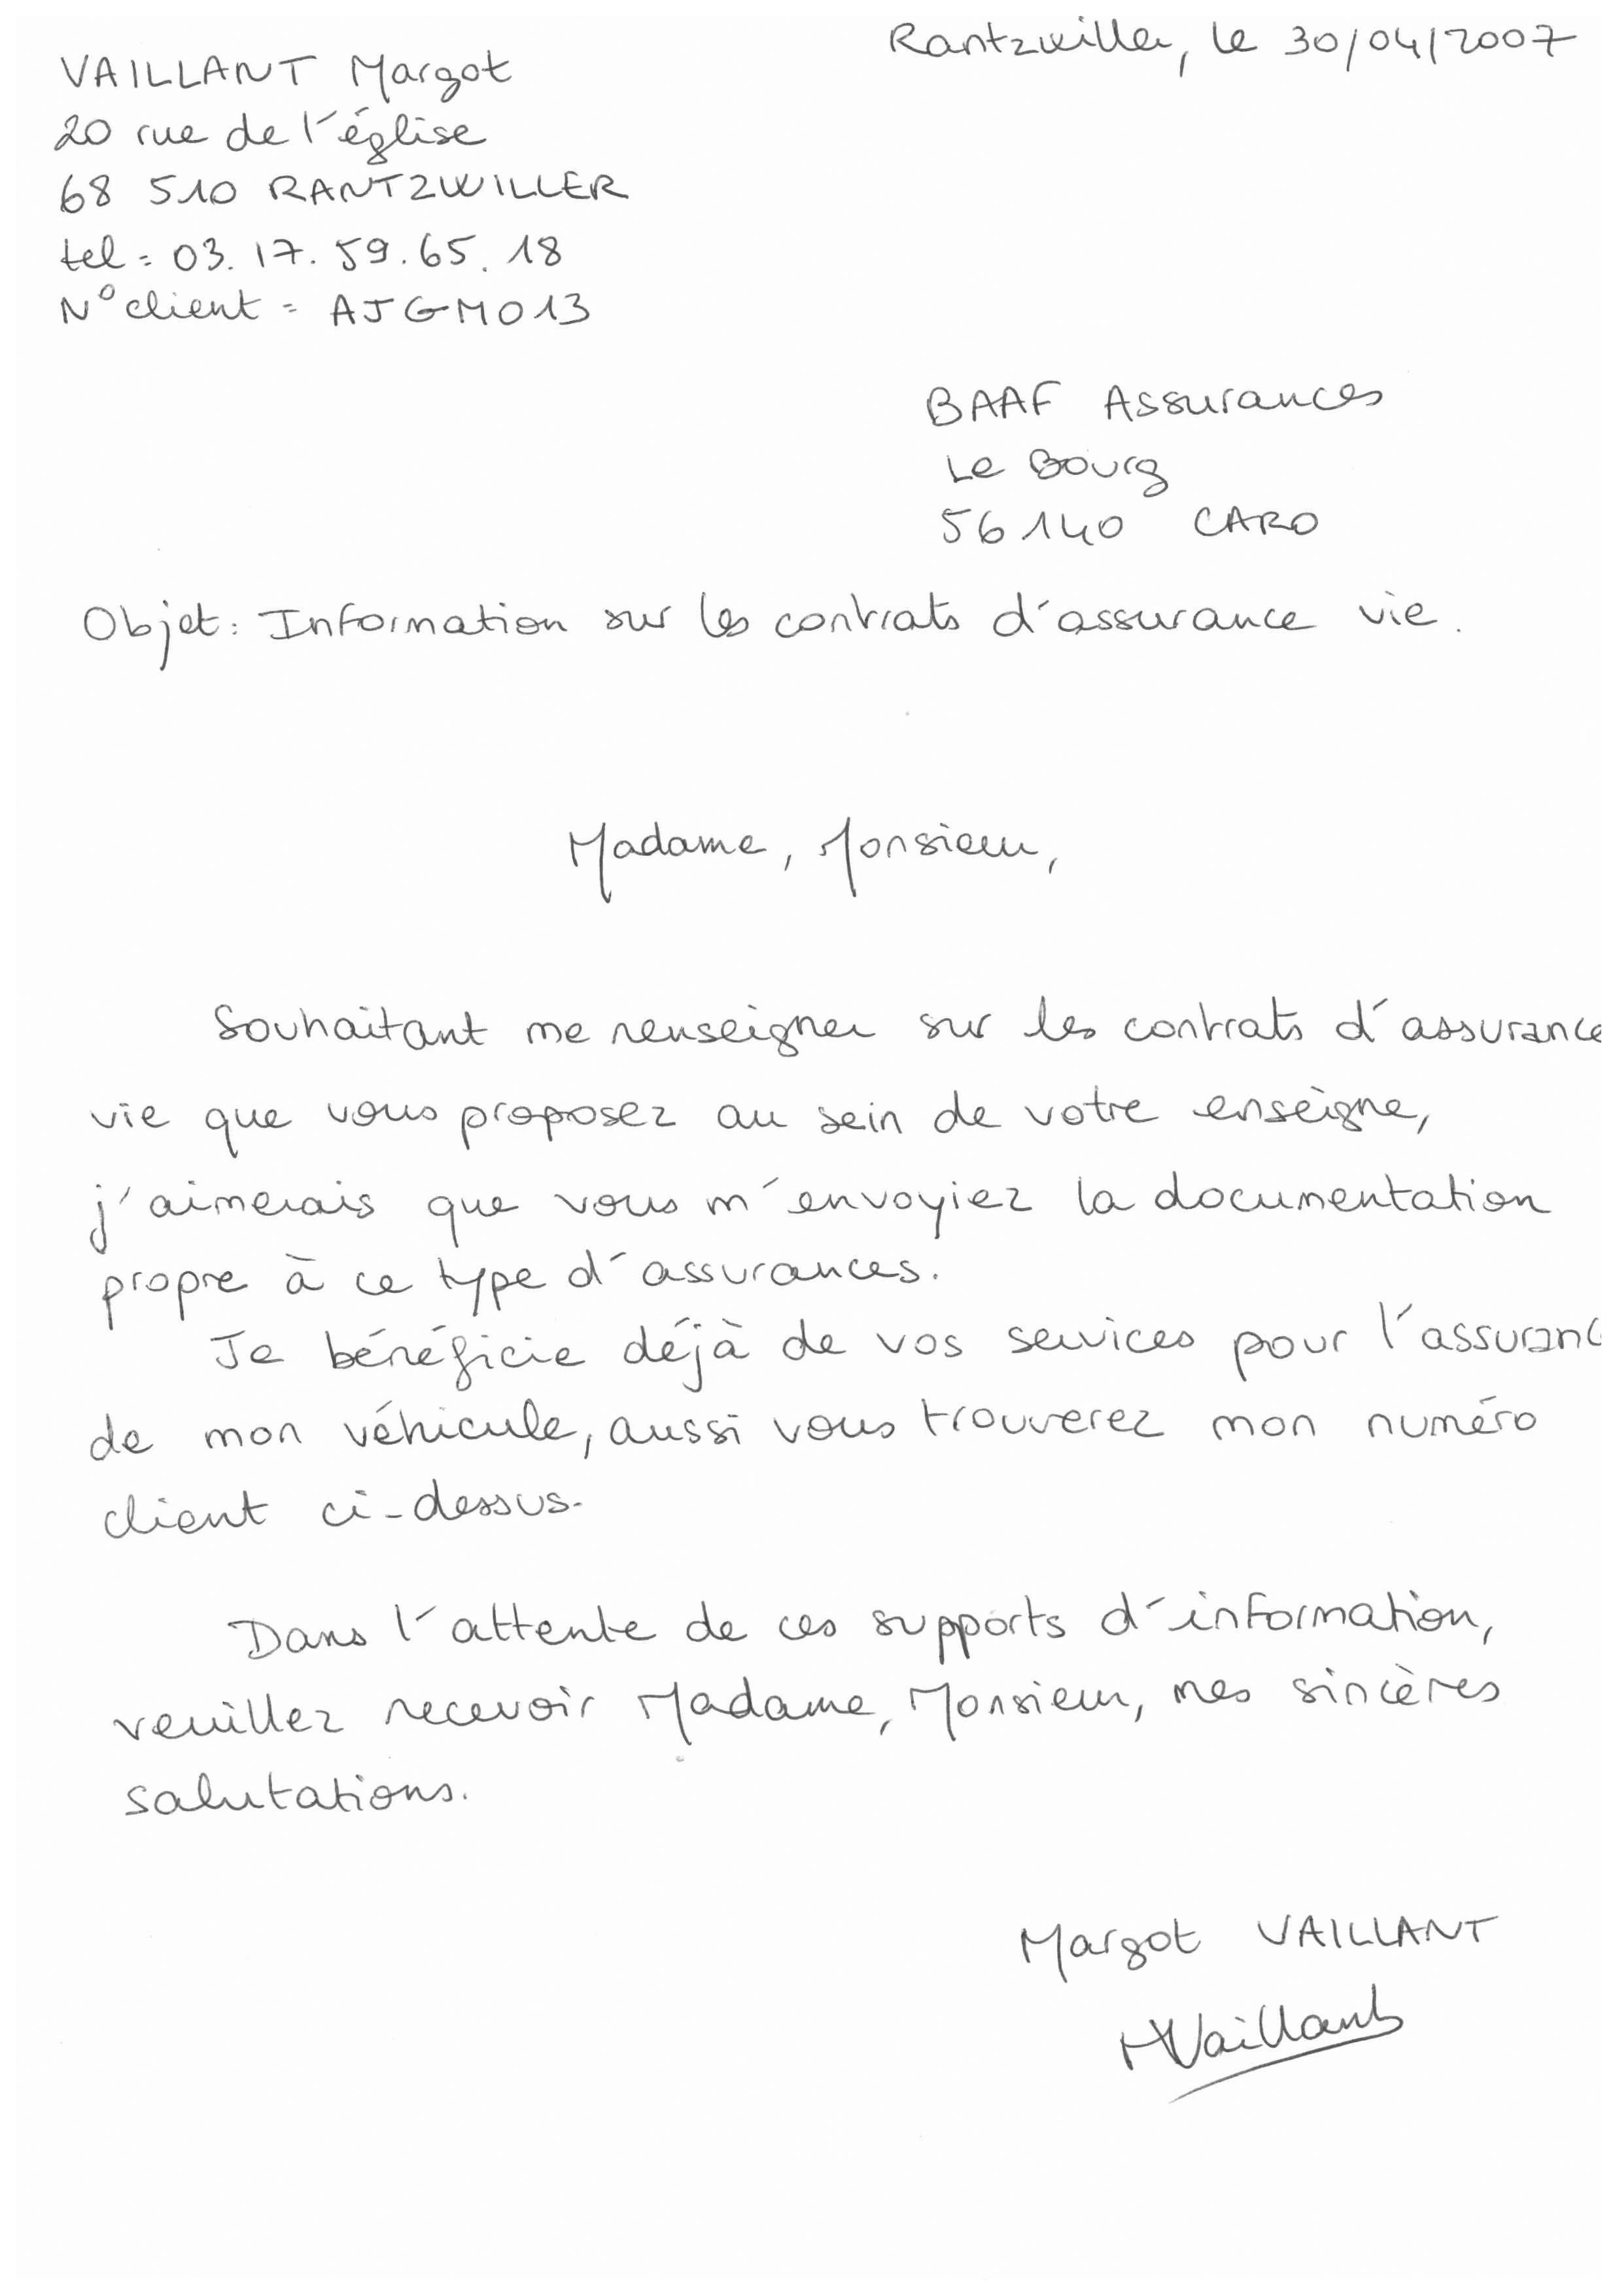 Rantzwiller, le 30/04/2007
VAILLANT Margot
20 rue de l'église
68 510 RANTZWILLER
tel = 03. 17. 59. 65. 18
N° client = AJGM013
BAAF Assurances
Le Bourg
56140 CARO
Objet : Information sur les contrats d'assurance vie.
Madame, Monsieur,
Souhaitant me renseigner sur les contrats d'assurance
vie que vous proposez au sein de votre enseigne,
j'aimerais que vous m'envoyiez la documentation
propre à ce type d'assurances.
Je bénéficie déjà de vos services pour l'assuranc
de mon véhicule, aussi vous trouverez mon numéro
client ci-dessus.
Dans l'attente de ces supports d'information,
veuillez recevoir Madame, Monsieur, mes sincères
salutations.
Margot VAILLANT
MVaillant